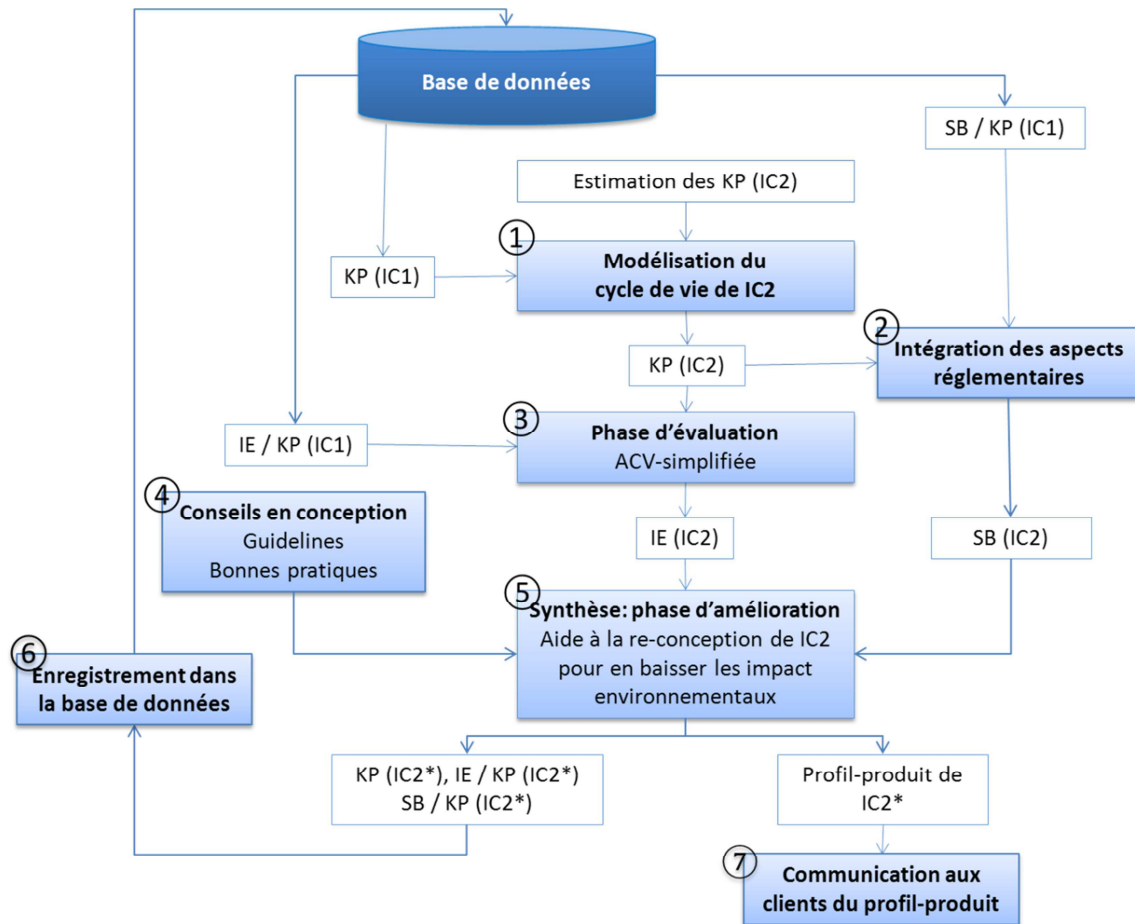 Base de données
SB / KP (IC1)
Estimation des KP (IC2)
①
Modélisation du
cycle de vie de IC2
KP (IC1)
②
Intégration des aspects
réglementaires
KP (IC2)
③
Phase d’évaluation
ACV-simplifiée
IE / KP (IC1)
④
Conseils en conception
Guidelines
Bonnes pratiques
IE (IC2)
SB (IC2)
⑤
Synthèse: phase d’amélioration
Aide à la re-conception de IC2
pour en baisser les impact
environnementaux
⑥
Enregistrement dans
la base de données
KP (IC2*), IE / KP (IC2*)
SB / KP (IC2*)
Profil-produit de
IC2*
⑦
Communication aux
clients du profil-produit